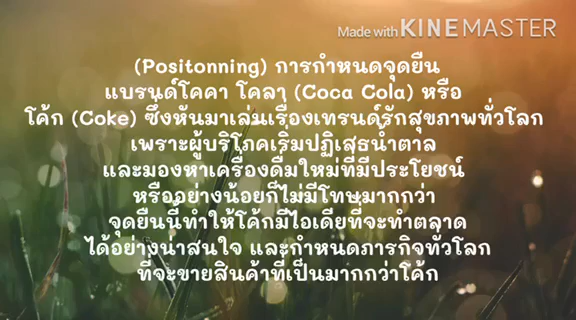 Made with KINEMASTER
(Positonning) การกำหนดจุดยืน
แบรนด์โคคา โคลา (Coca Cola) หรือ
โค้ก (Coke) ซึ่งหันมาเล่นเรื่องเทรนด์รักสุขภาพทั่วโลก
เพราะผู้บริโภคเริ่มปฏิเสธน้ำตาล
และมองหาเครื่องดื่มใหม่ที่มีประโยชน์
หรืออย่างน้อยก็ไม่มีโทษมากกว่า
จุดยืนนี้ทำให้โค้กมีไอเดียที่จะทำตลาด
ได้อย่างน่าสนใจ และกำหนดภารกิจทั่วโลก
ที่จะขายสินค้าที่เป็นมากกว่าโค้ก